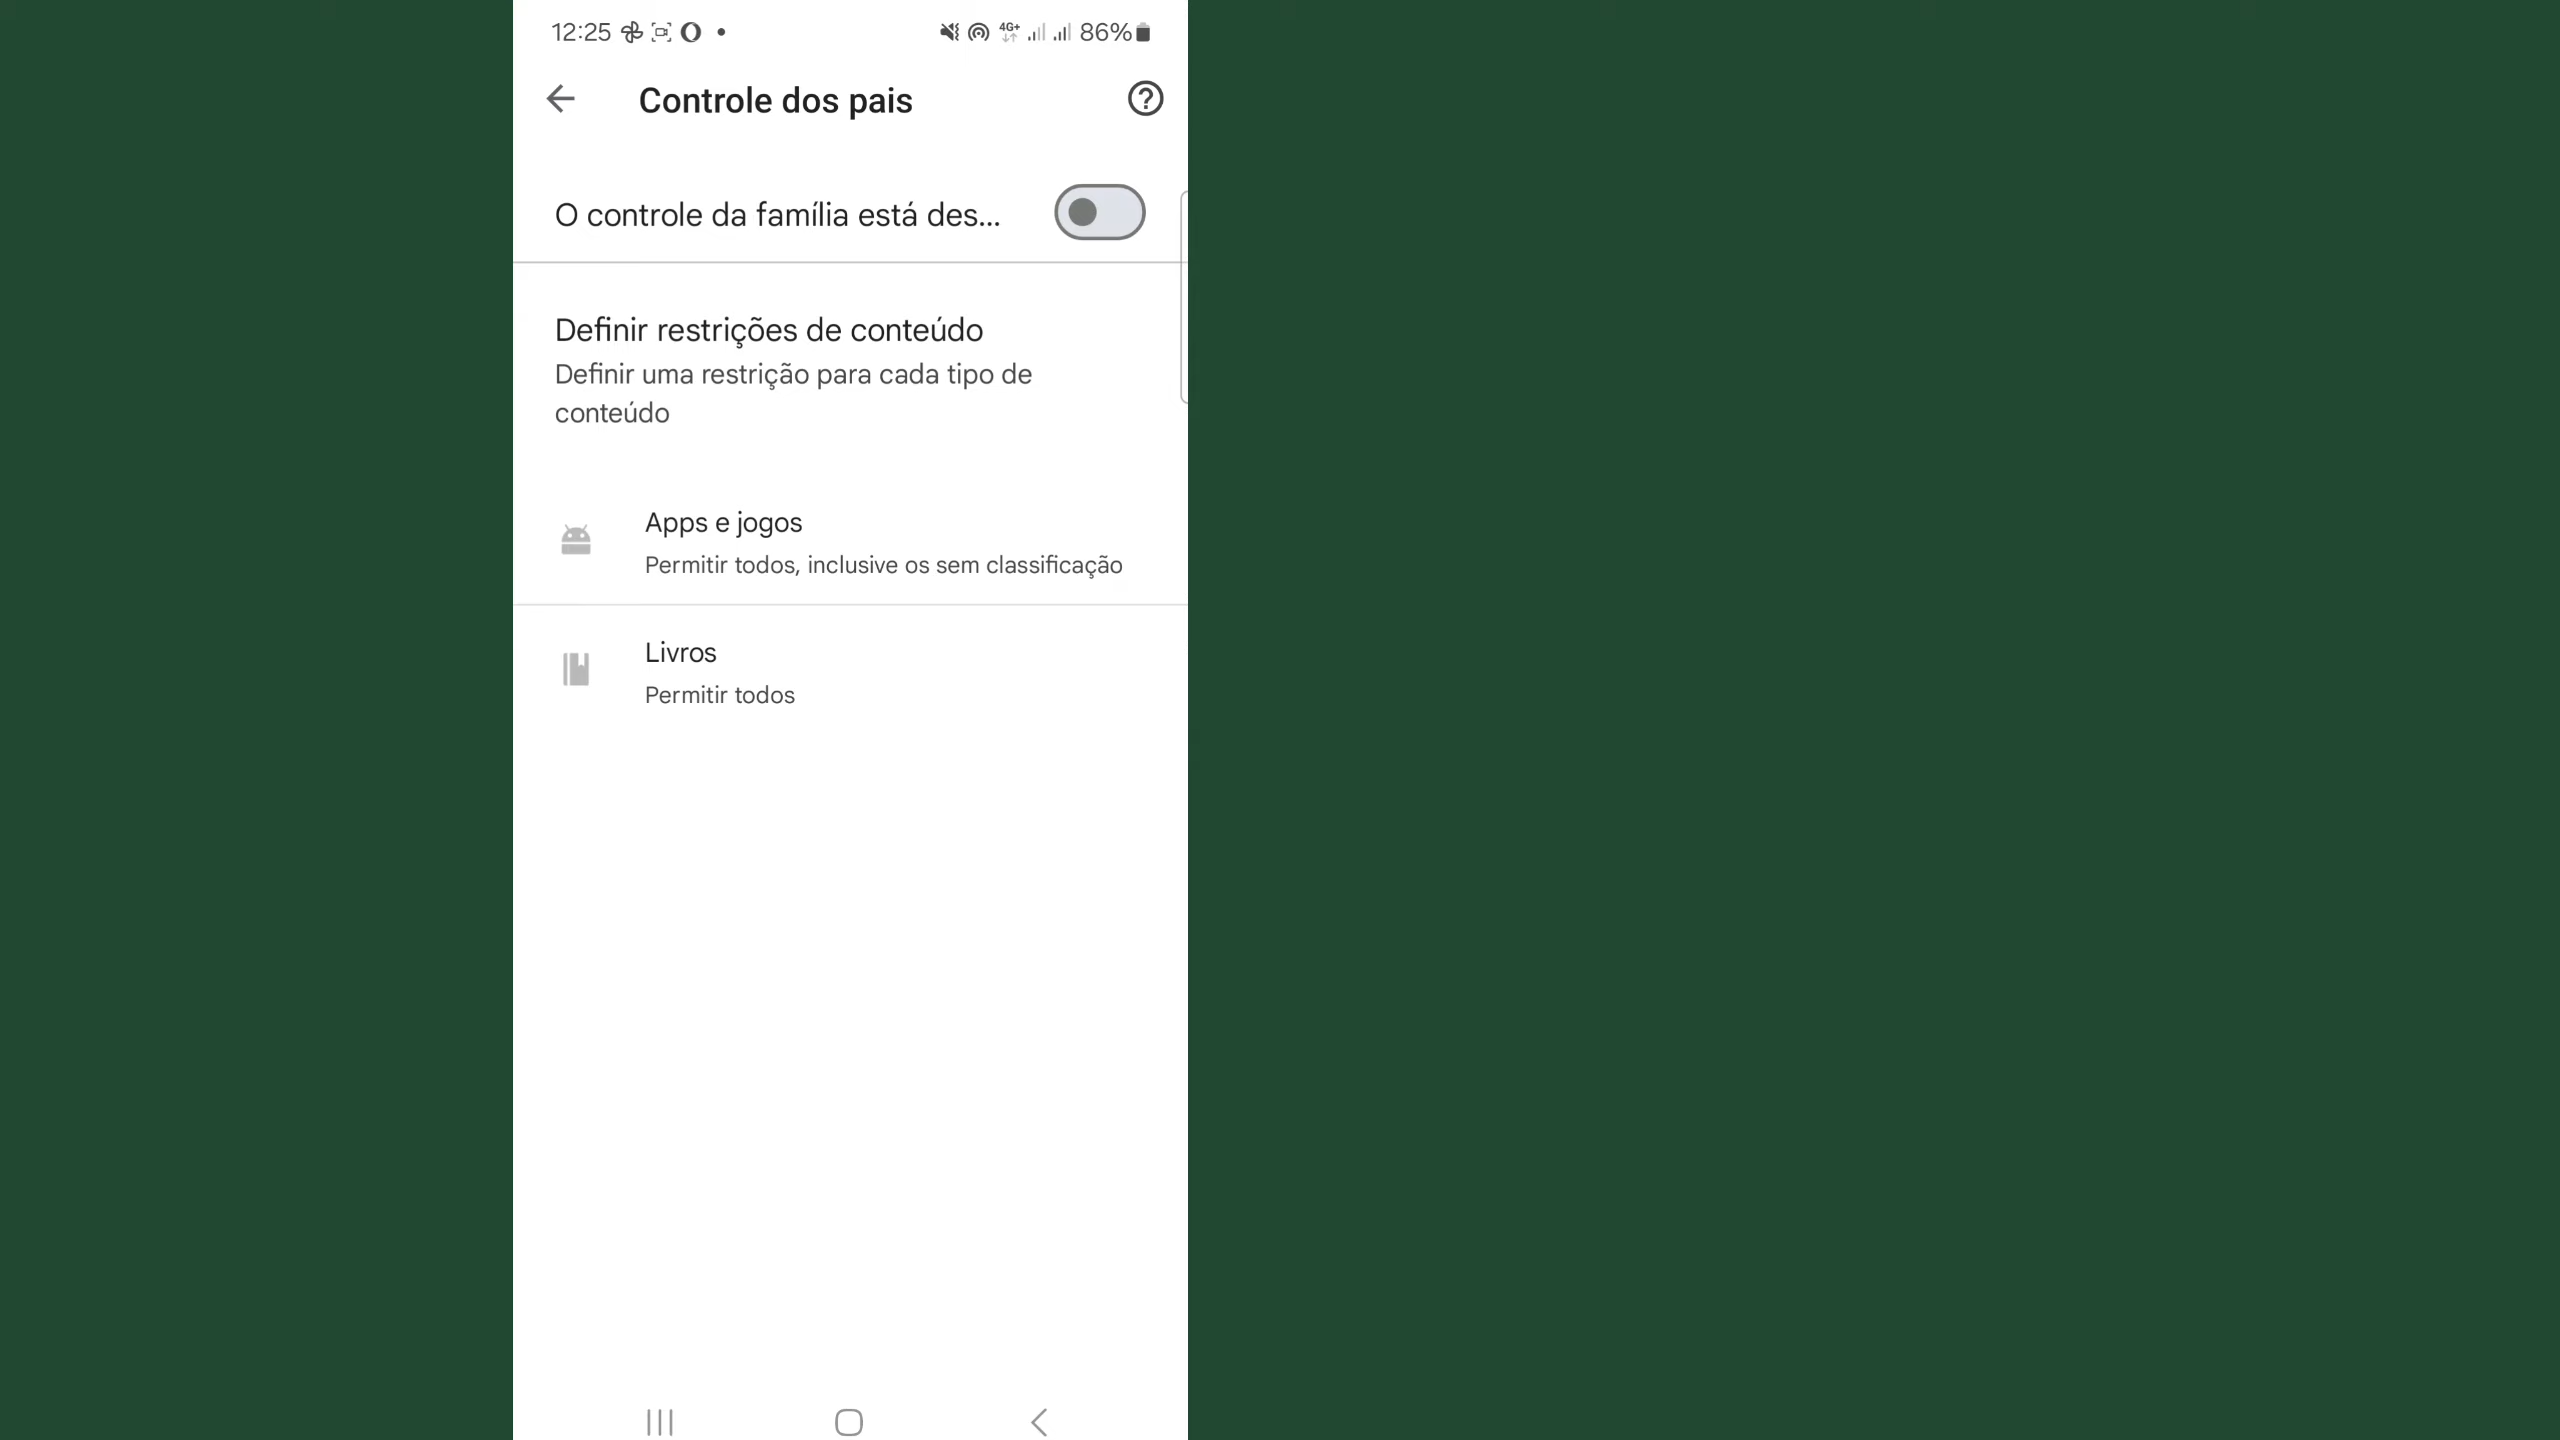 12:25
4G+
86%
Controle dos pais
O controle da família está des...
Definir restrições de conteúdo
Definir uma restrição para cada tipo de
conteúdo
Apps e jogos
Permitir todos, inclusive os sem classificação
Livros
Permitir todos